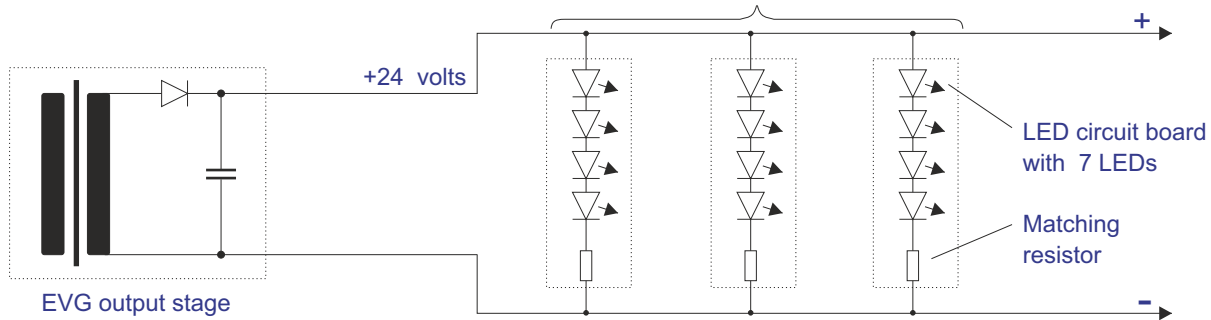 +
+24 volts
LED circuit board
with 7 LEDs
Matching
resistor
EVG output stage
-